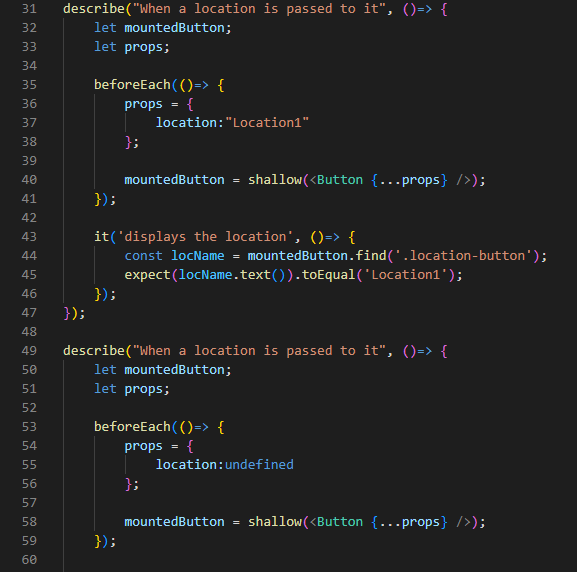 31 describe("When a location is passed to it", ()=> {
32     let mountedButton;
33     let props;
34
35     beforeEach(()=> {
36         props = {
37             location:"Location1"
38         };
39
40         mountedButton = shallow(<Button {...props} />);
41     });
42
43     it('displays the location', ()=> {
44         const locName = mountedButton.find('.location-button');
45         expect(locName.text()).toEqual('Location1');
46     });
47 });
48
49 describe("When a location is passed to it", ()=> {
50     let mountedButton;
51     let props;
52
53     beforeEach(()=> {
54         props = {
55             location:undefined
56         };
57
58         mountedButton = shallow(<Button {...props} />);
59     });
60